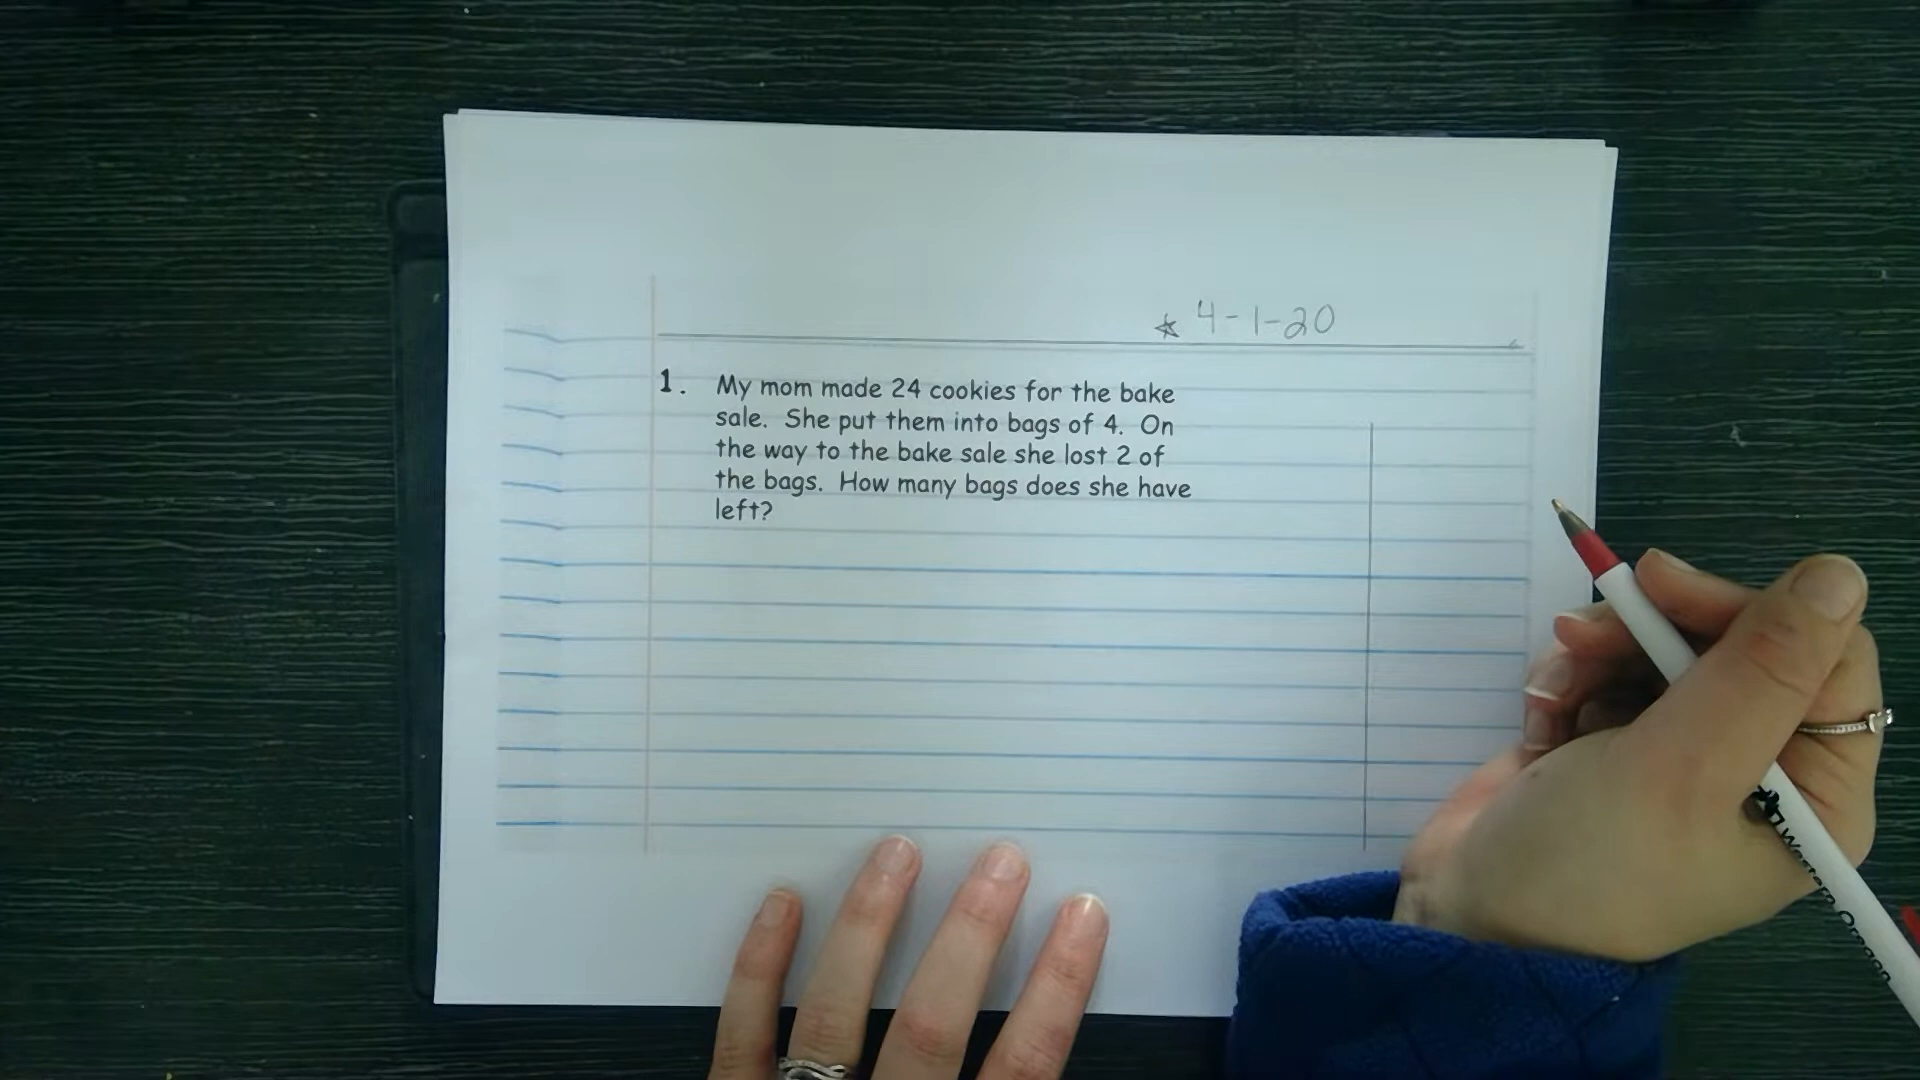 * 4-1-20
1. My mom made 24 cookies for the bake
sale. She put them into bags of 4. On
the way to the bake sale she lost 2 of
the bags. How many bags does she have
left?
Western Oregon